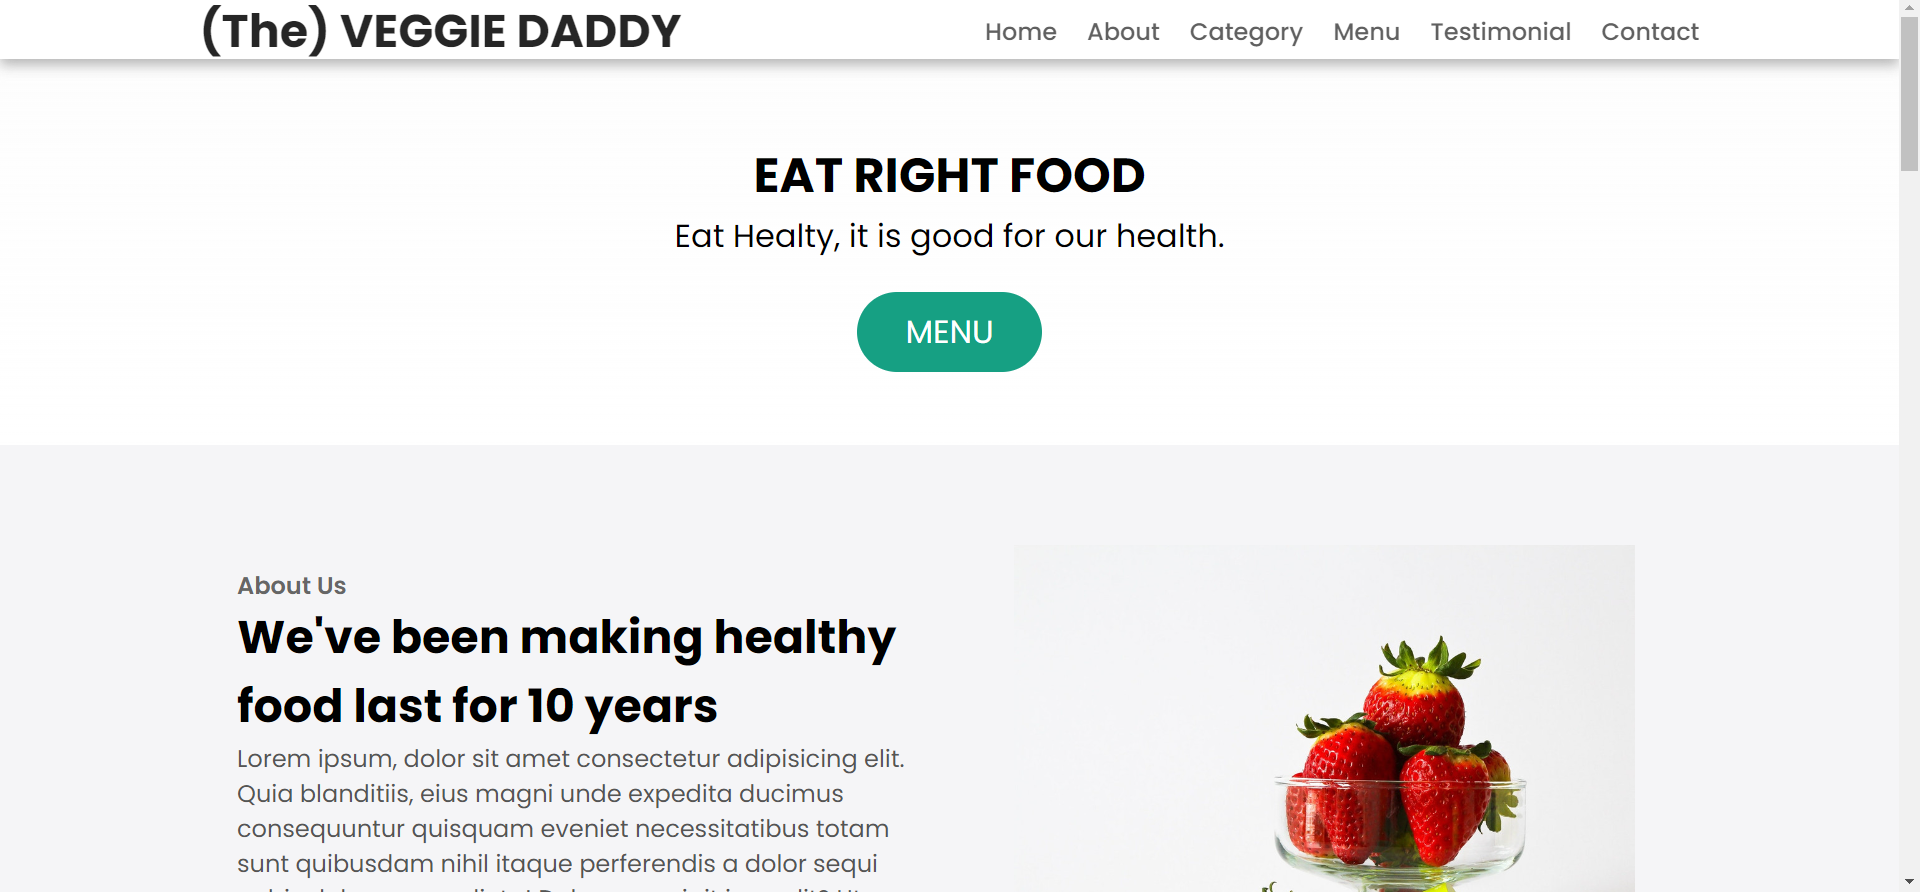 (The) VEGGIE DADDY
Home About Category Menu Testimonial Contact
EAT RIGHT FOOD
Eat Healty, it is good for our health.
MENU
About Us
We've been making healthy
food last for 10 years
Lorem ipsum, dolor sit amet consectetur adipisicing elit.
Quia blanditiis, eius magni unde expedita ducimus
consequuntur quisquam eveniet necessitatibus totam
sunt quibusdam nihil itaque perferendis a dolor sequi